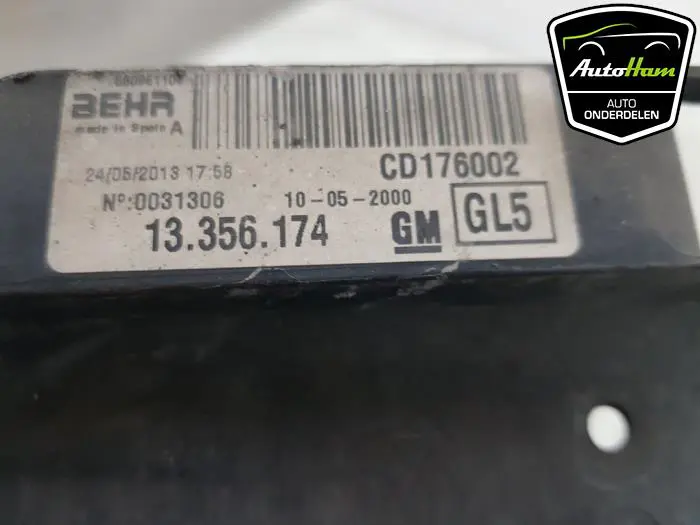 BEHR
made in Spain A
24/05/2013 17:58
CD176002
Nº:0031306
10-05-2000
13.356.174
GM
GL5
AutoHam
AUTO
ONDERDELEN